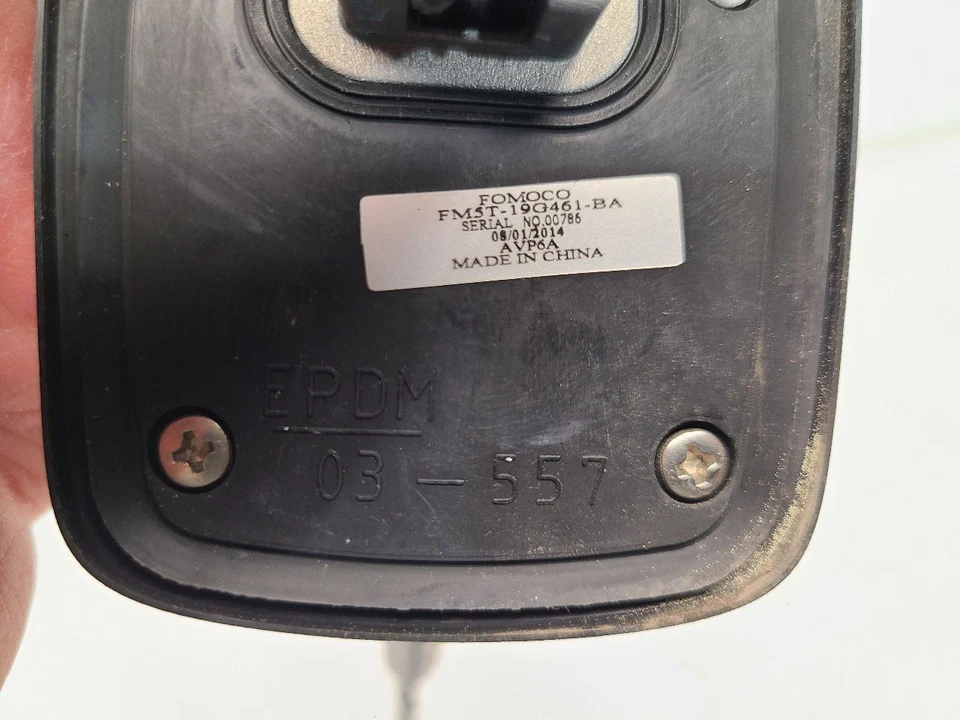 FOMOCO
FM5T-19G461-BA
SERIAL NO.00786
08/01/2014
AVP6A
MADE IN CHINA
EPDM
03-557